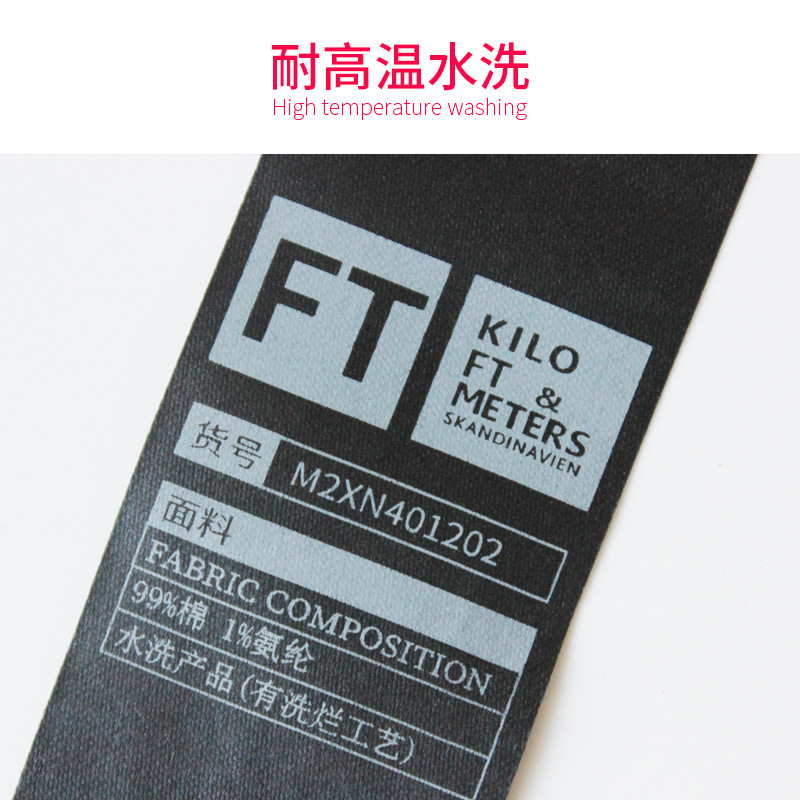 耐高温水洗
High temperature washing
FT
KILO
FT &
METERS
SKANDINAVIEN
货号 M2XN401202
面料
FABRIC COMPOSITION
99%棉 1%氨纶
水洗产品(有洗烂工艺)